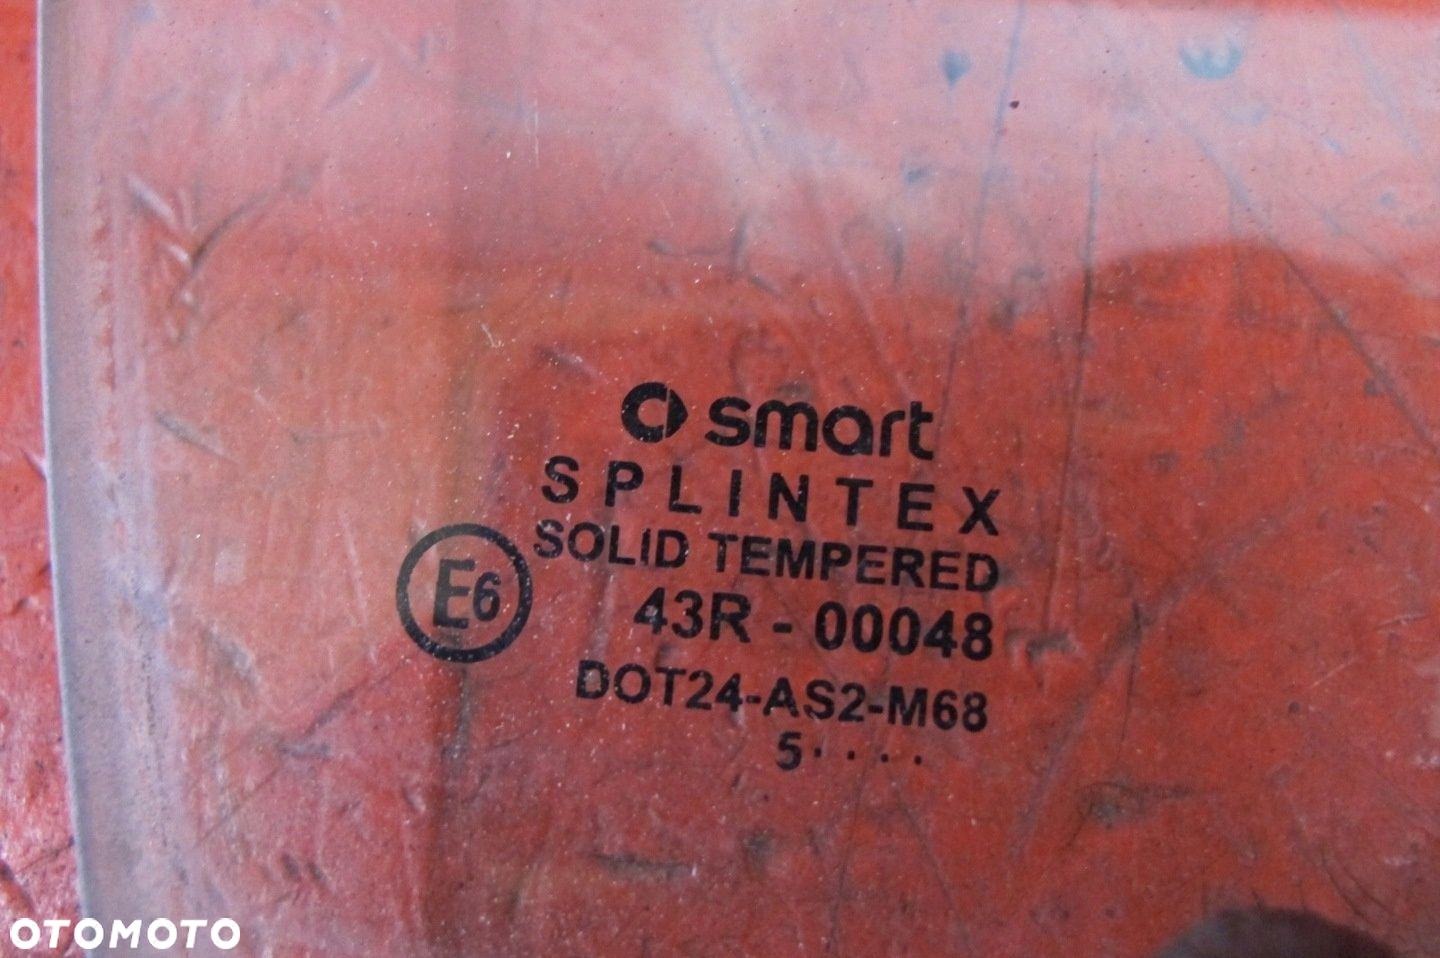 smart
SPLINTEX
SOLID TEMPERED
E6
43R - 00048
DOT24-AS2-M68
5 · · · ·
OTOMOTO